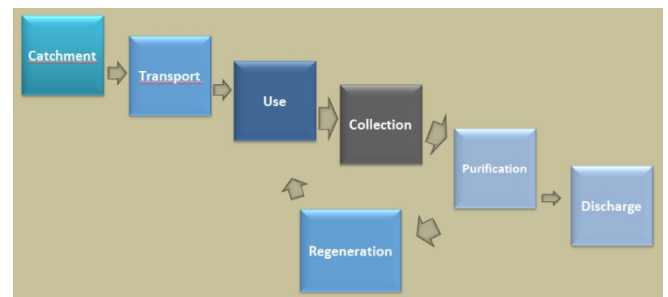 Catchment
Transport
Use
Collection
Purification
Discharge
Regeneration